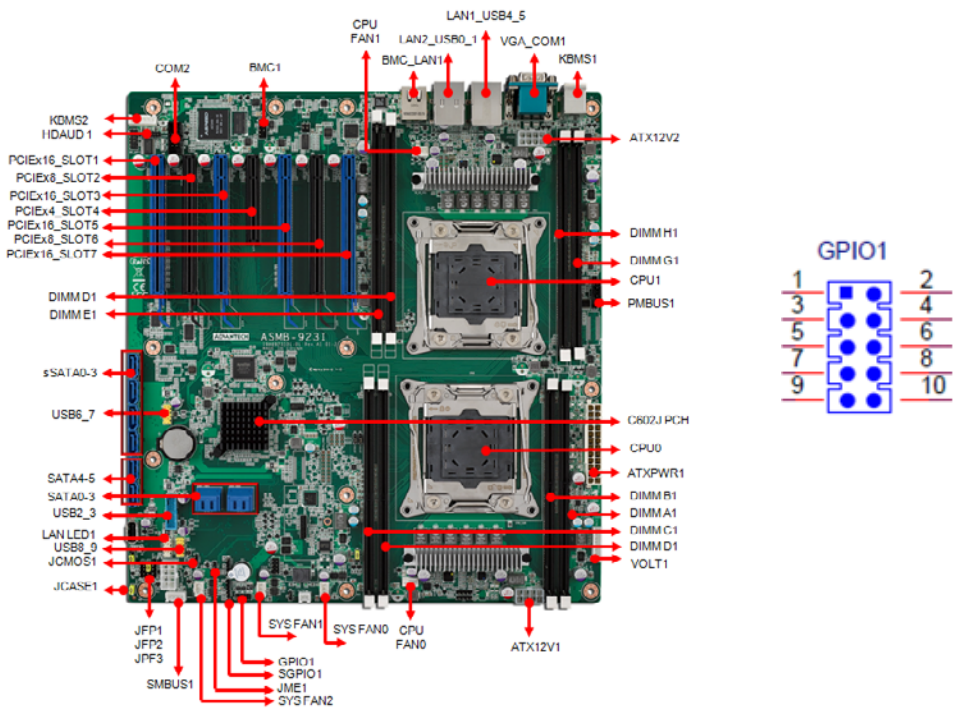 LAN1_USB4_5
CPU
FAN1
LAN2_USB0_1
VGA_COM1
BMC_LAN1
KBMS1
COM2
BMC1
KBMS2
HDAUD1
ATX12V2
PCIEx16_SLOT1
PCIEx8_SLOT2
PCIEx16_SLOT3
PCIEx4_SLOT4
PCIEx16_SLOT5
PCIEx8_SLOT6
PCIEx16_SLOT7
DIMM H1
DIMM G1
CPU1
PMBUS1
DIMM D1
DIMM E1
ADVANTECH
ASMB-9231
sSATA0-3
USB6_7
C602J PCH
CPU0
ATXPWR1
SATA4-5
SATA0-3
USB2_3
DIMM B1
DIMM A1
DIMM C1
DIMM D1
LAN LED1
USB8_9
JCMOS1
VOLT1
JCASE1
JFP1
JFP2
JPF3
SYS FAN1
SYS FAN0
CPU
FAN0
ATX12V1
GPIO1
SGPIO1
JME1
SYS FAN2
SMBUS1
GPIO1
1 2
3 4
5 6
7 8
9 10